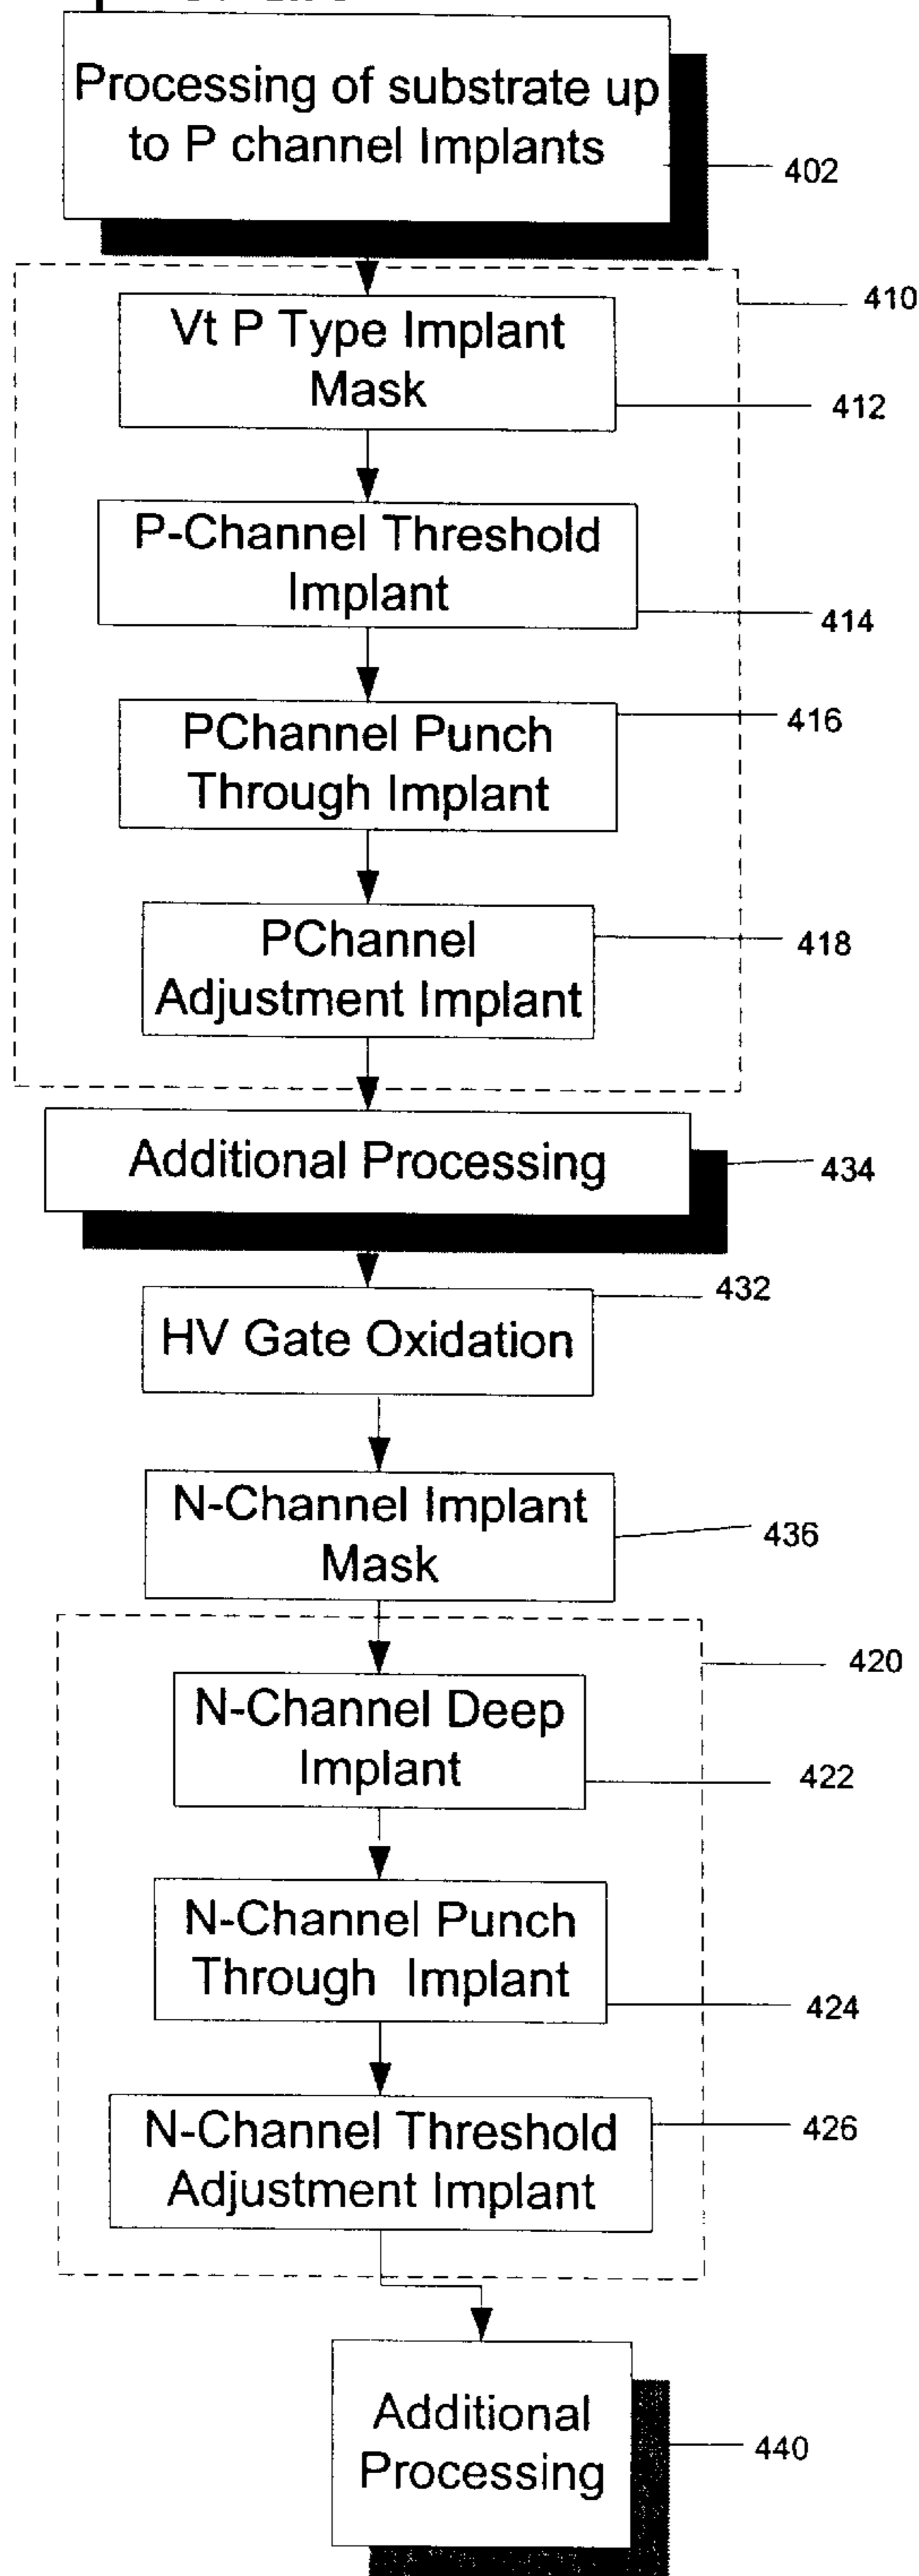 Processing of substrate up
to P channel Implants
402
410
Vt P Type Implant
Mask
412
P-Channel Threshold
Implant
414
PChannel Punch
Through Implant
416
PChannel
Adjustment Implant
418
Additional Processing
434
432
HV Gate Oxidation
N-Channel Implant
Mask
436
420
N-Channel Deep
Implant
422
N-Channel Punch
Through Implant
424
N-Channel Threshold
Adjustment Implant
426
Additional
Processing
440